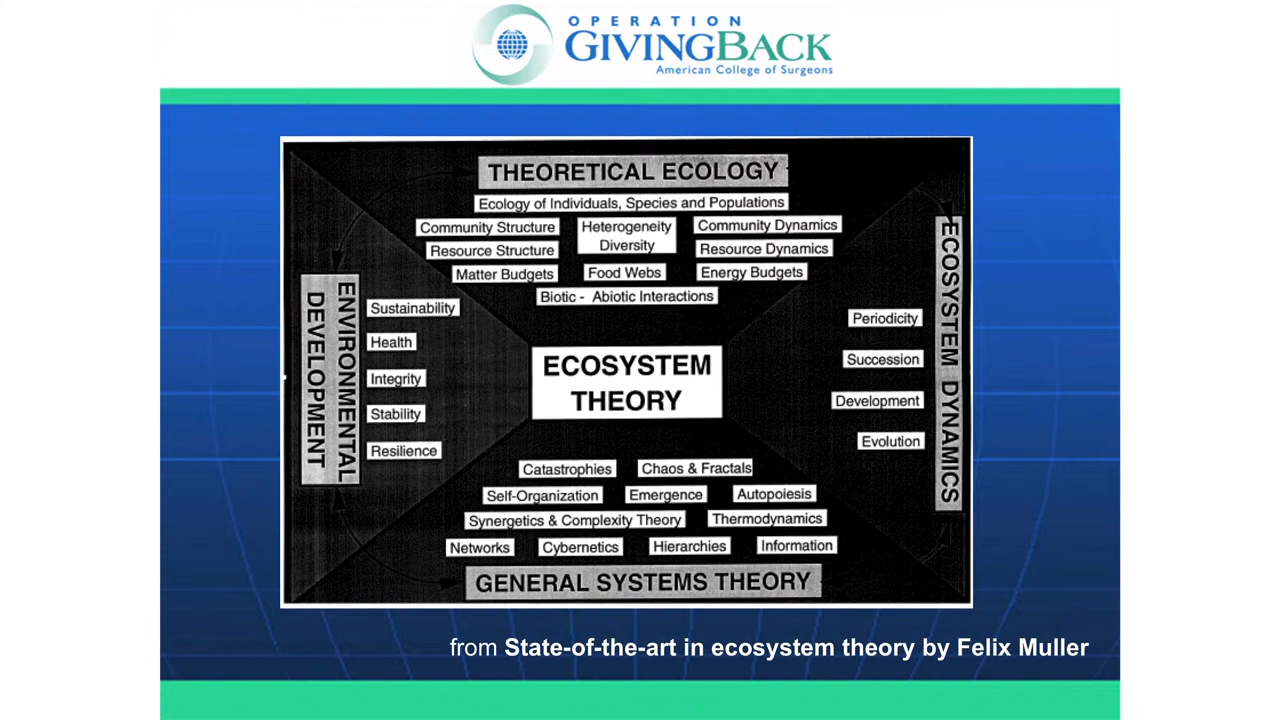 OPERATION
GIVINGBACK
American College of Surgeons
THEORETICAL ECOLOGY
Ecology of Individuals, Species and Populations
Community Structure
Heterogeneity
Diversity
Community Dynamics
Resource Structure
Resource Dynamics
Matter Budgets
Food Webs
Energy Budgets
Biotic - Abiotic Interactions
ENVIRONMENTAL
DEVELOPMENT
Sustainability
Health
Integrity
Stability
Resilience
ECOSYSTEM
THEORY
Periodicity
Succession
Development
Evolution
ECOSYSTEM DYNAMICS
Catastrophies
Chaos & Fractals
Self-Organization
Emergence
Autopoiesis
Synergetics & Complexity Theory
Thermodynamics
Networks
Cybernetics
Hierarchies
Information
GENERAL SYSTEMS THEORY
from State-of-the-art in ecosystem theory by Felix Muller